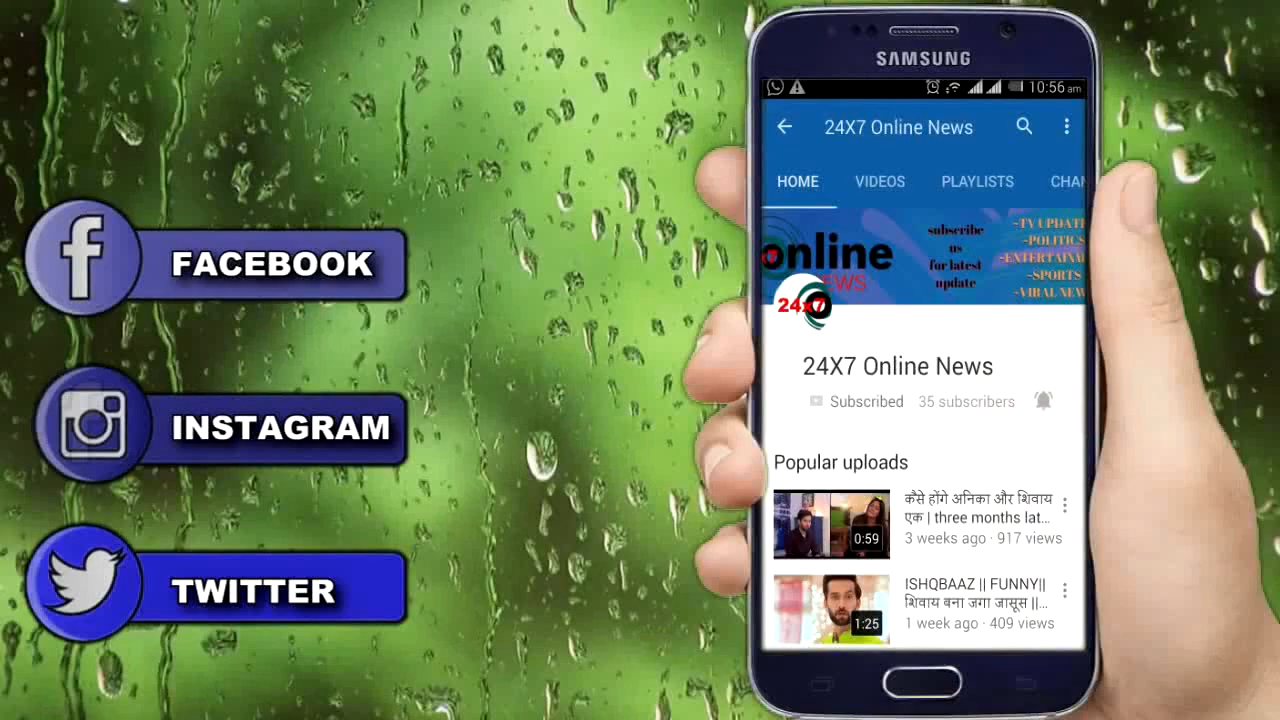 FACEBOOK
INSTAGRAM
TWITTER
SAMSUNG
10:56 am
24X7 Online News
HOME VIDEOS PLAYLISTS CHAN
online
NEWS
subscribe
us
for latest
update
~TV UPDATE
~POLITICS
~ENTERTAINM
~SPORTS
~VIRAL NEW
24x7
24X7 Online News
Subscribed 35 subscribers
Popular uploads
कैसे होंगे अनिका और शिवाय
एक | three months lat...
3 weeks ago · 917 views
0:59
ISHQBAAZ || FUNNY||
शिवाय बना जगा जासूस ||...
1 week ago · 409 views
1:25